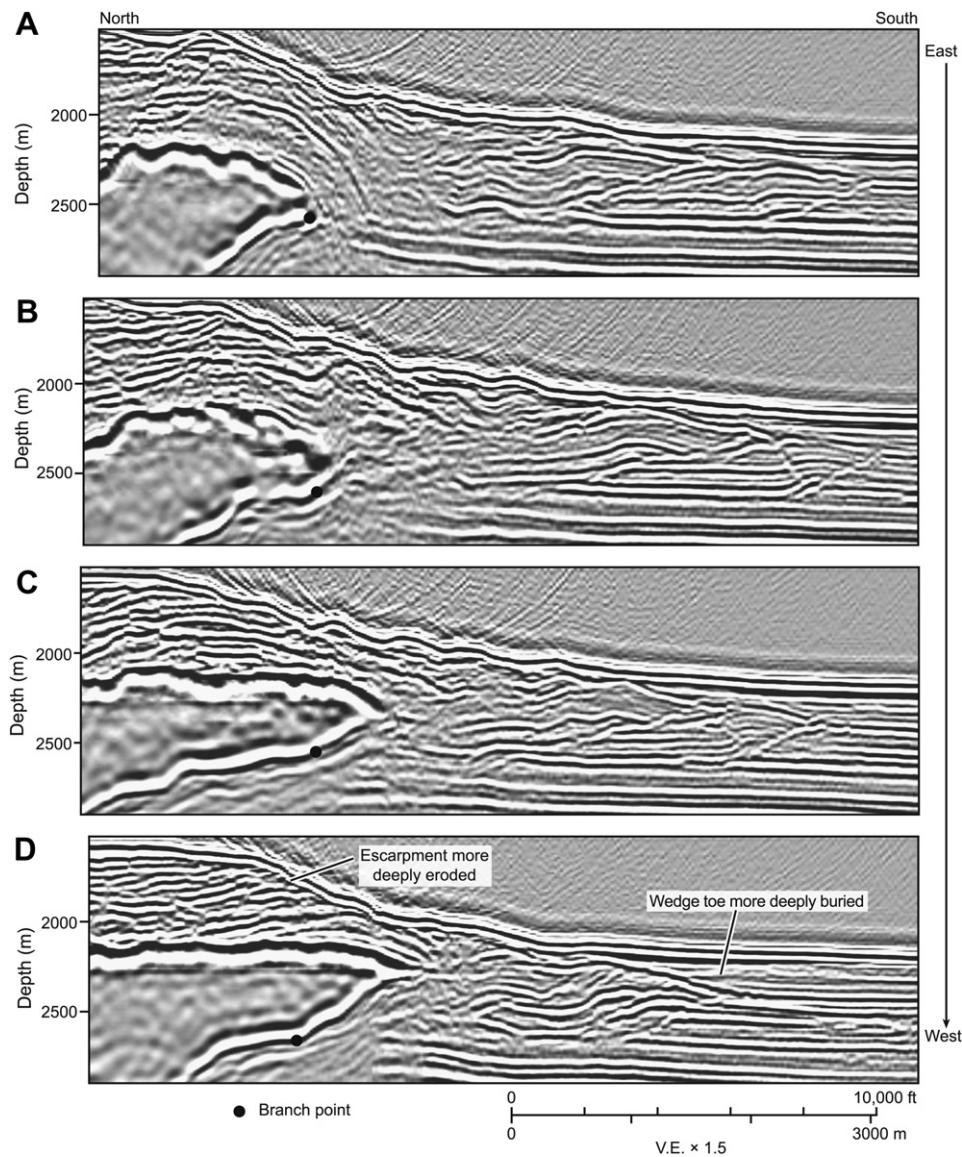 A
North
South
East
2000
2500
Depth (m)
B
2000
2500
Depth (m)
C
2000
2500
Depth (m)
D
Escarpment more
deeply eroded
Wedge toe more deeply buried
2000
2500
Depth (m)
West
Branch point
0
10,000 ft
0
3000 m
V.E. × 1.5